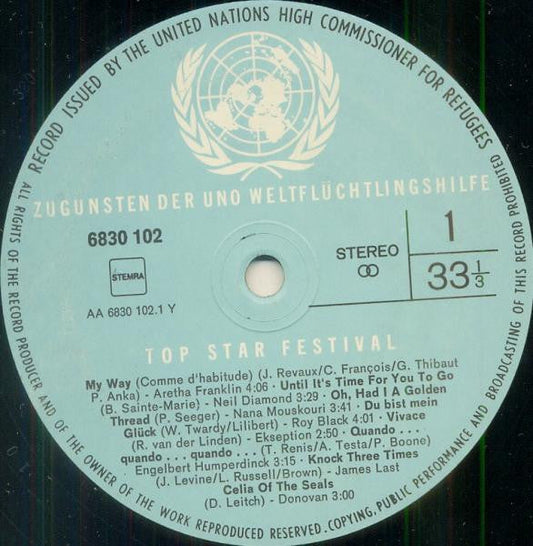 RECORD ISSUED BY THE UNITED NATIONS HIGH COMMISSIONER FOR REFUGEES
ZUGUNSTEN DER UNO WELTFLÜCHTLINGSHILFE
6830 102
STEMRA
AA 6830 102.1 Y
STEREO
1
33 1/3
TOP STAR FESTIVAL
My Way (Comme d'habitude) (J. Revaux/C. François/G. Thibaut
P. Anka) - Aretha Franklin 4:06 · Until It's Time For You To Go
(B. Sainte-Marie) - Neil Diamond 3:29 · Oh, Had I A Golden
Thread (P. Seeger) - Nana Mouskouri 3:41 · Du bist mein
Glück (W. Twardy/Lilibert) - Roy Black 4:01 · Vivace
(R. van der Linden) - Ekseption 2:50 · Quando . . .
quando . . . quando . . . (T. Renis/A. Testa/P. Boone)
Engelbert Humperdinck 3:15 · Knock Three Times
(J. Levine/L. Russell/Brown) - James Last
Celia Of The Seals
(D. Leitch) - Donovan 3:00
ALL RIGHTS OF THE RECORD PRODUCER AND OF THE OWNER OF THE WORK REPRODUCED RESERVED. COPYING, PUBLIC PERFORMANCE AND BROADCASTING OF THIS RECORD PROHIBITED